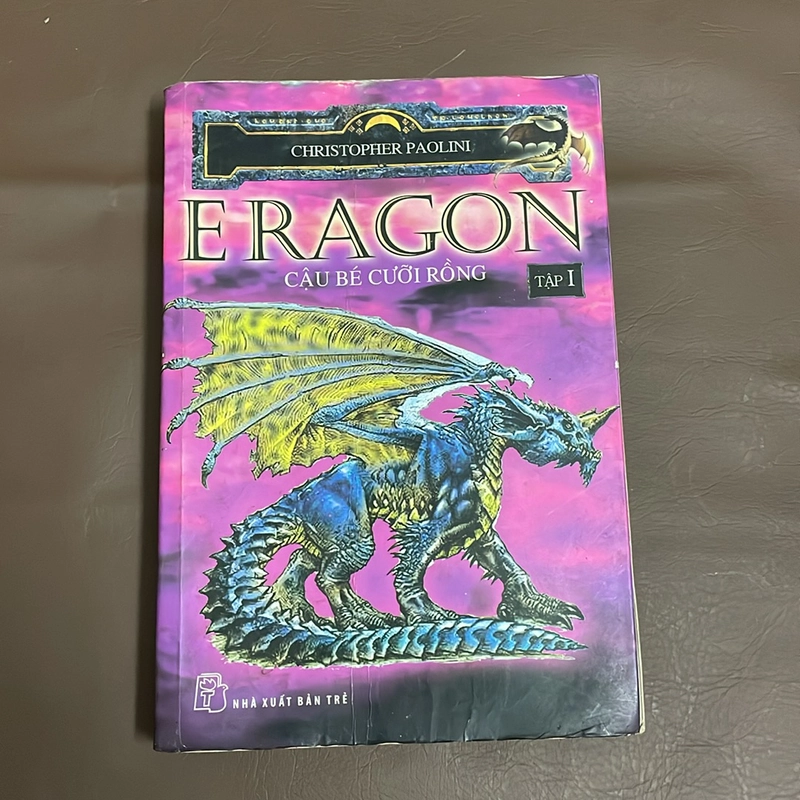 CHRISTOPHER PAOLINI
ERAGON
CẬU BÉ CƯỠI RỒNG
TẬP I
NHÀ XUẤT BẢN TRẺ